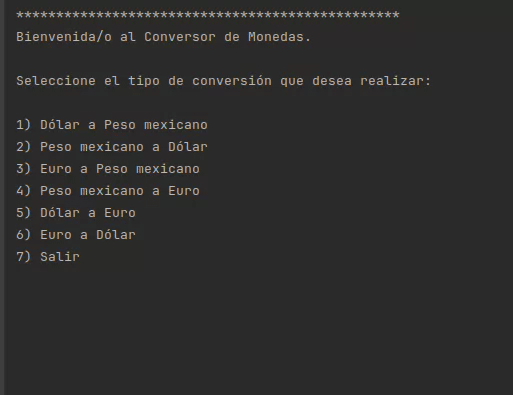 ************************************************
Bienvenida/o al Conversor de Monedas.
Seleccione el tipo de conversión que desea realizar:
1) Dólar a Peso mexicano
2) Peso mexicano a Dólar
3) Euro a Peso mexicano
4) Peso mexicano a Euro
5) Dólar a Euro
6) Euro a Dólar
7) Salir